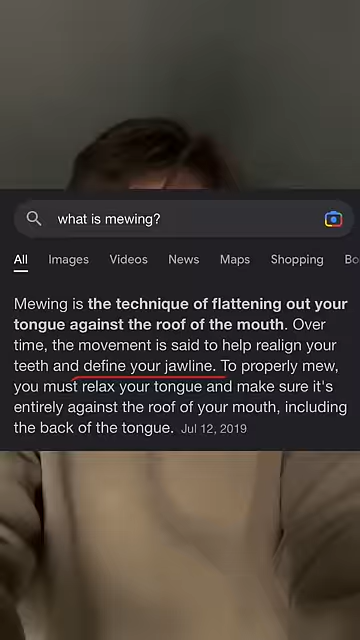 what is mewing?
All Images Videos News Maps Shopping Bo
Mewing is the technique of flattening out your
tongue against the roof of the mouth. Over
time, the movement is said to help realign your
teeth and define your jawline. To properly mew,
you must relax your tongue and make sure it's
entirely against the roof of your mouth, including
the back of the tongue. Jul 12, 2019